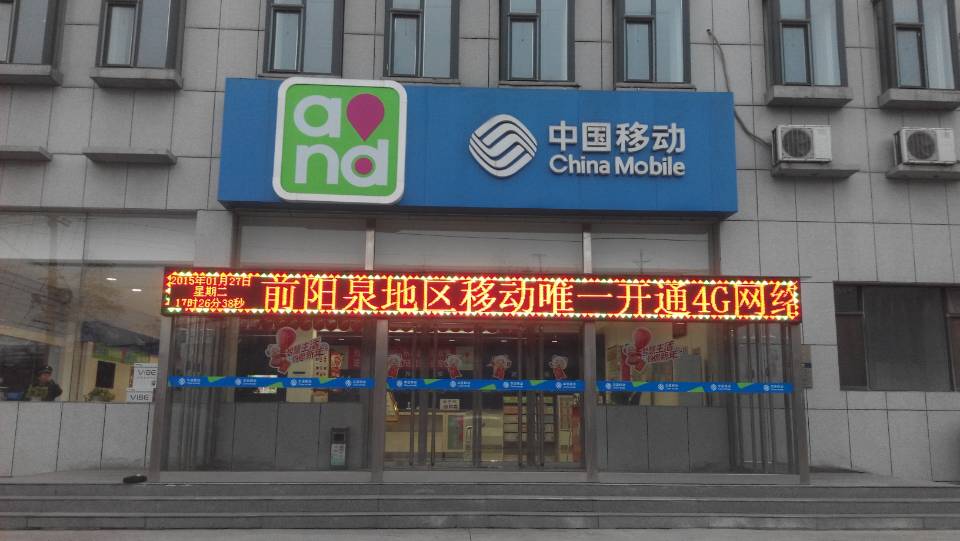 and
中国移动
China Mobile
2015年01月27日
星期二
17时26分38秒
前阳泉地区移动唯一开通4G网络
VIBE
VIBE